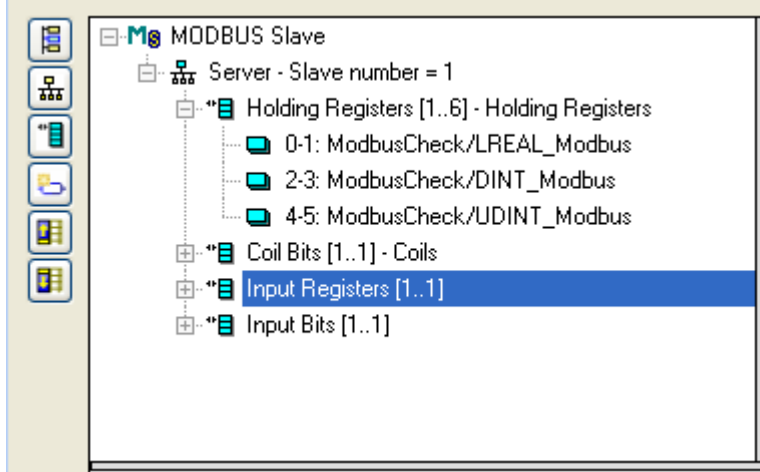 MODBUS Slave
Server - Slave number = 1
Holding Registers [1..6] - Holding Registers
0-1: ModbusCheck/LREAL_Modbus
2-3: ModbusCheck/DINT_Modbus
4-5: ModbusCheck/UDINT_Modbus
Coil Bits [1..1] - Coils
Input Registers [1..1]
Input Bits [1..1]